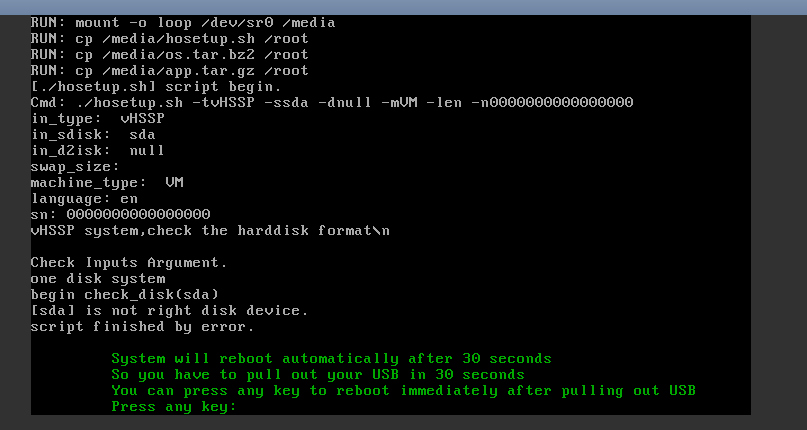 RUN: mount -o loop /dev/sr0 /media
RUN: cp /media/hosetup.sh /root
RUN: cp /media/os.tar.bz2 /root
RUN: cp /media/app.tar.gz /root
[./hosetup.sh] script begin.
Cmd: ./hosetup.sh -tvHSSP -ssda -dnull -mVM -len -n0000000000000000
in_type:  vHSSP
in_sdisk:  sda
in_d2isk:  null
swap_size:
machine_type:  VM
language: en
sn: 0000000000000000
vHSSP system,check the harddisk format\n
Check Inputs Argument.
one disk system
begin check_disk(sda)
[sda] is not right disk device.
script finished by error.
System will reboot automatically after 30 seconds
So you have to pull out your USB in 30 seconds
You can press any key to reboot immediately after pulling out USB
Press any key: